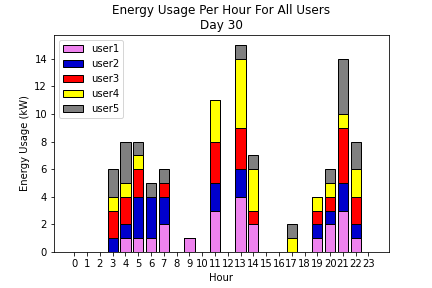 Energy Usage Per Hour For All Users
Day 30
user1
user2
user3
user4
user5
14
12
10
8
6
4
2
0
Energy Usage (kW)
0 1 2 3 4 5 6 7 8 9 10 11 12 13 14 15 16 17 18 19 20 21 22 23
Hour